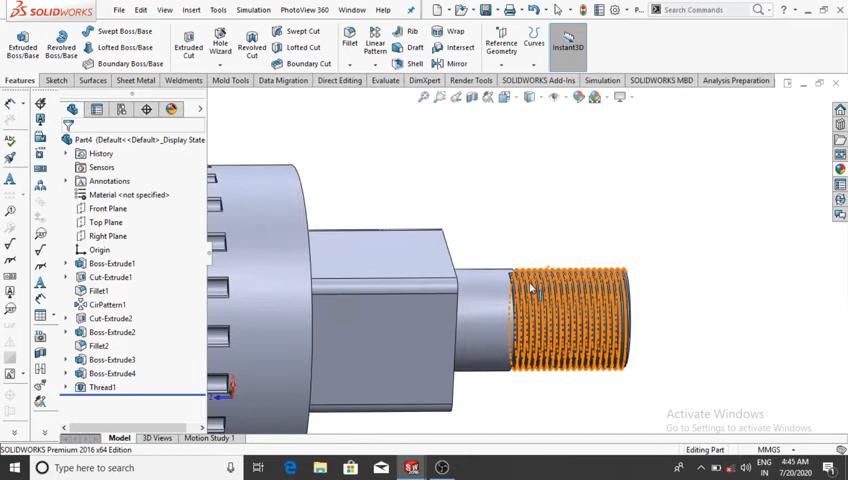 SOLIDWORKS
File Edit View Insert Tools Simulation PhotoView 360 Window Help
P... Search Commands
Extruded Boss/Base
Revolved Boss/Base
Swept Boss/Base
Lofted Boss/Base
Boundary Boss/Base
Extruded Cut
Hole Wizard
Revolved Cut
Swept Cut
Lofted Cut
Boundary Cut
Fillet
Linear Pattern
Rib
Draft
Shell
Wrap
Intersect
Mirror
Reference Geometry
Curves
Instant3D
Features Sketch Surfaces Sheet Metal Weldments Mold Tools Data Migration Direct Editing Evaluate DimXpert Render Tools SOLIDWORKS Add-Ins Simulation SOLIDWORKS MBD Analysis Preparation
Part4 (Default<<Default>_Display State
History
Sensors
Annotations
Material <not specified>
Front Plane
Top Plane
Right Plane
Origin
Boss-Extrude1
Cut-Extrude1
Fillet1
CirPattern1
Cut-Extrude2
Boss-Extrude2
Fillet2
Boss-Extrude3
Boss-Extrude4
Thread1
Activate Windows
Go to Settings to activate Windows.
Model 3D Views Motion Study 1
SOLIDWORKS Premium 2016 x64 Edition Editing Part MMGS
Type here to search
ENG
IN
4:45 AM
7/20/2020